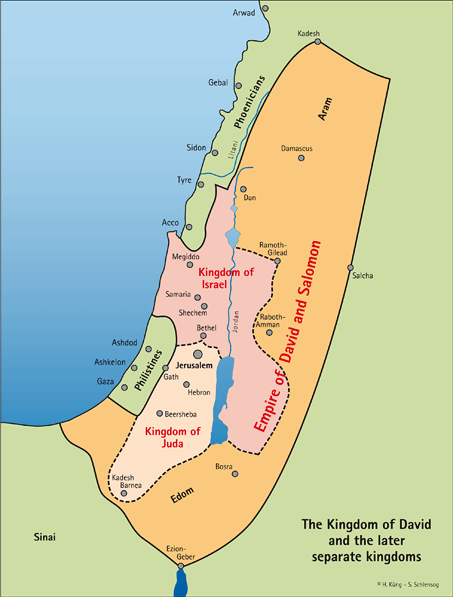 Arwad
Kadesh
Gebal
Phoenicians
Aram
Sidon
Litani
Damascus
Tyre
Dan
Acco
Ramoth-
Gilead
Megiddo
Kingdom of
Israel
Salcha
Samaria
Shechem
Jordan
Raboth-
Amman
Empire of David and Salomon
Bethel
Ashdod
Jerusalem
Ashkelon
Philistines
Gath
Gaza
Hebron
Beersheba
Kingdom of
Juda
Bosra
Kadesh
Barnea
Edom
Sinai
The Kingdom of David
and the later
separate kingdoms
Ezion-
Geber
© H. Küng – S. Schlensog